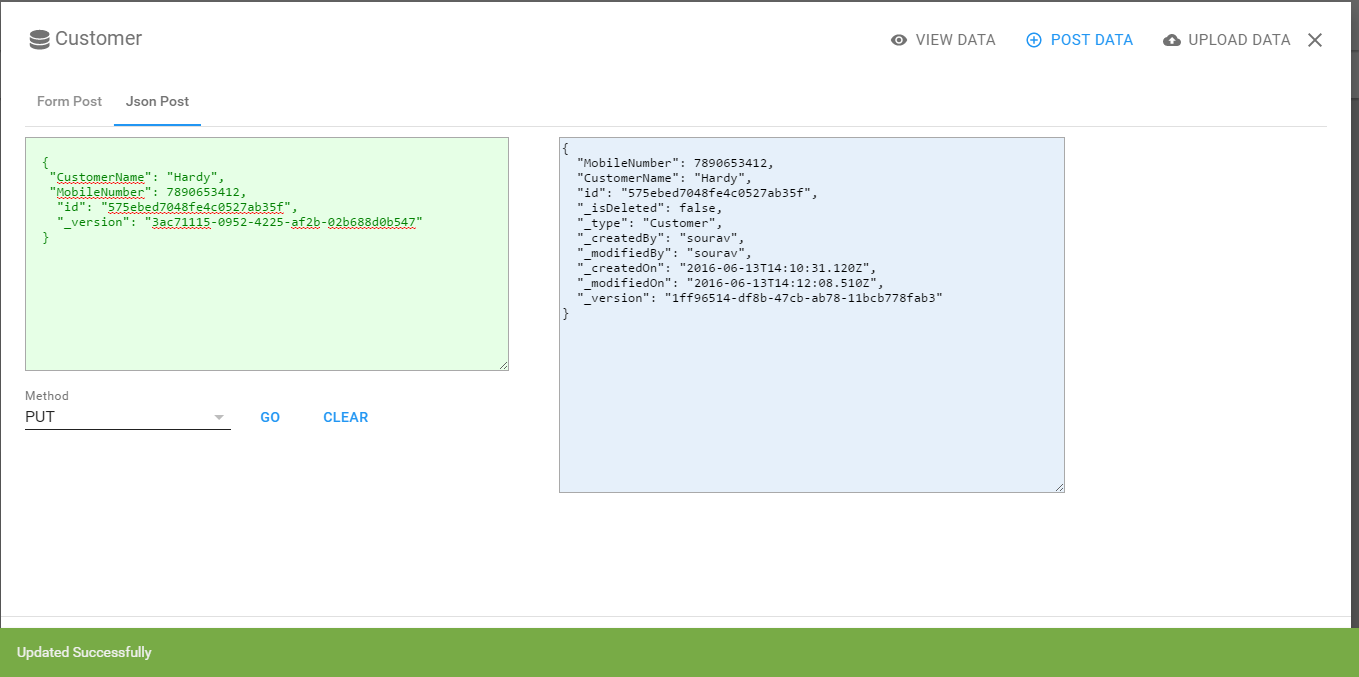 Customer
VIEW DATA
POST DATA
UPLOAD DATA
Form Post
Json Post
{
"CustomerName": "Hardy",
"MobileNumber": 7890653412,
"id": "575ebed7048fe4c0527ab35f",
"_version": "3ac71115-0952-4225-af2b-02b688d0b547"
}
Method
PUT
GO
CLEAR
{
"MobileNumber": 7890653412,
"CustomerName": "Hardy",
"id": "575ebed7048fe4c0527ab35f",
"_isDeleted": false,
"_type": "Customer",
"_createdBy": "sourav",
"_modifiedBy": "sourav",
"_createdOn": "2016-06-13T14:10:31.120Z",
"_modifiedOn": "2016-06-13T14:12:08.510Z",
"_version": "1ff96514-df8b-47cb-ab78-11bcb778fab3"
}
Updated Successfully